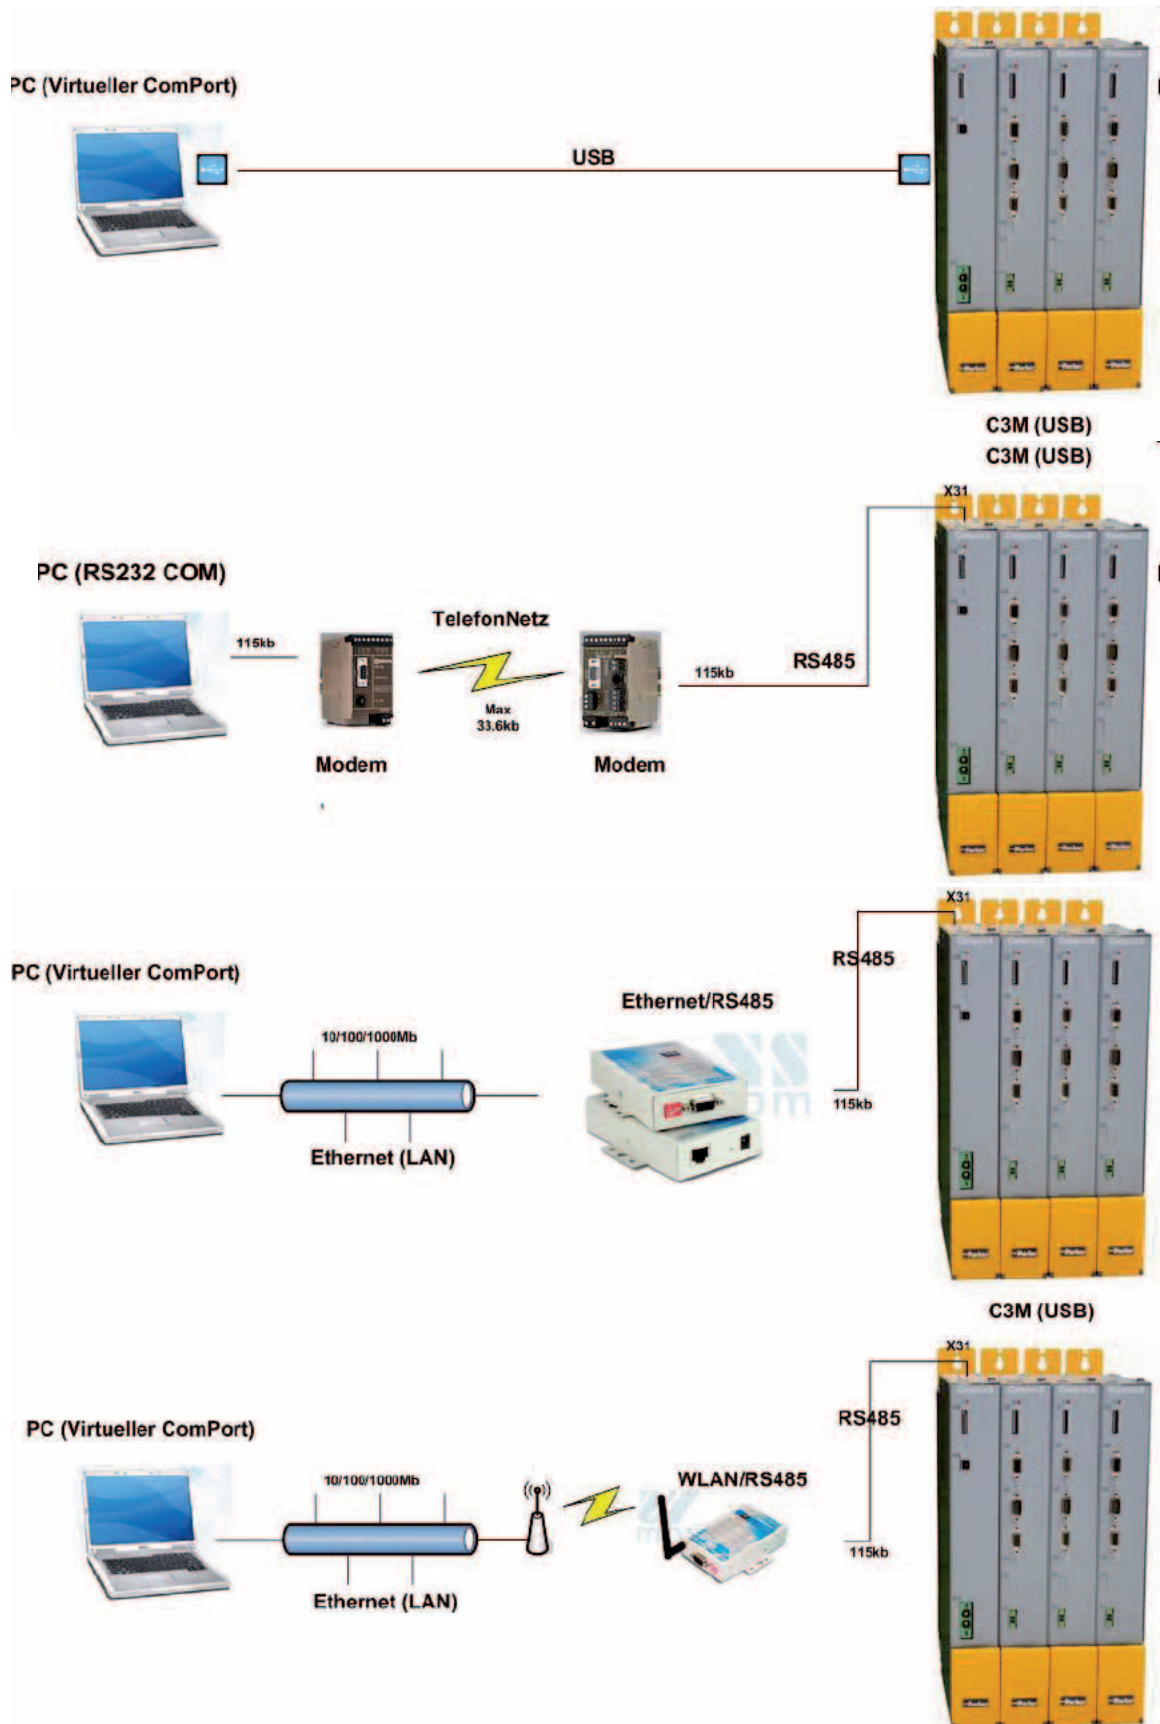 PC (Virtueller ComPort)
USB
C3M (USB)
C3M (USB)
X31
PC (RS232 COM)
TelefonNetz
115kb
Max
33.6kb
115kb
RS485
Modem
Modem
X31
PC (Virtueller ComPort)
RS485
Ethernet/RS485
10/100/1000Mb
115kb
Ethernet (LAN)
C3M (USB)
X31
PC (Virtueller ComPort)
RS485
10/100/1000Mb
WLAN/RS485
115kb
Ethernet (LAN)